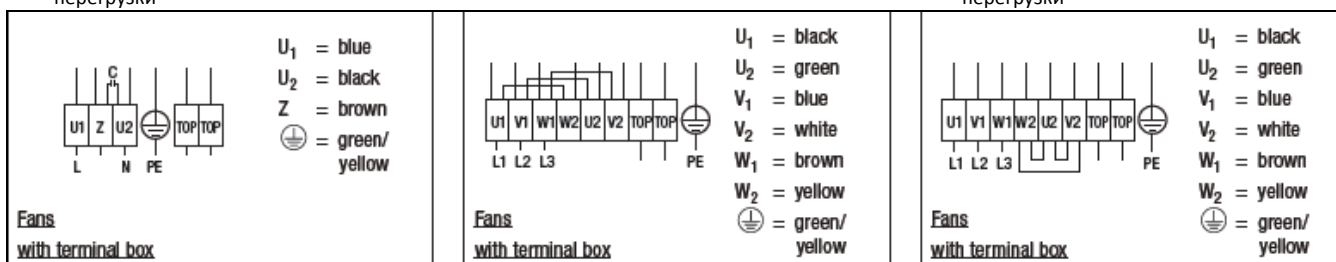 перегрузки
перегрузки
C
U1 Z U2 TOP TOP
L N PE
U1 = blue
U2 = black
Z = brown
= green/
yellow
Fans
with terminal box
U1 V1 W1 W2 U2 V2 TOP TOP
L1 L2 L3 PE
U1 = black
U2 = green
V1 = blue
V2 = white
W1 = brown
W2 = yellow
= green/
yellow
Fans
with terminal box
U1 V1 W1 W2 U2 V2 TOP TOP
L1 L2 L3 PE
U1 = black
U2 = green
V1 = blue
V2 = white
W1 = brown
W2 = yellow
= green/
yellow
Fans
with terminal box